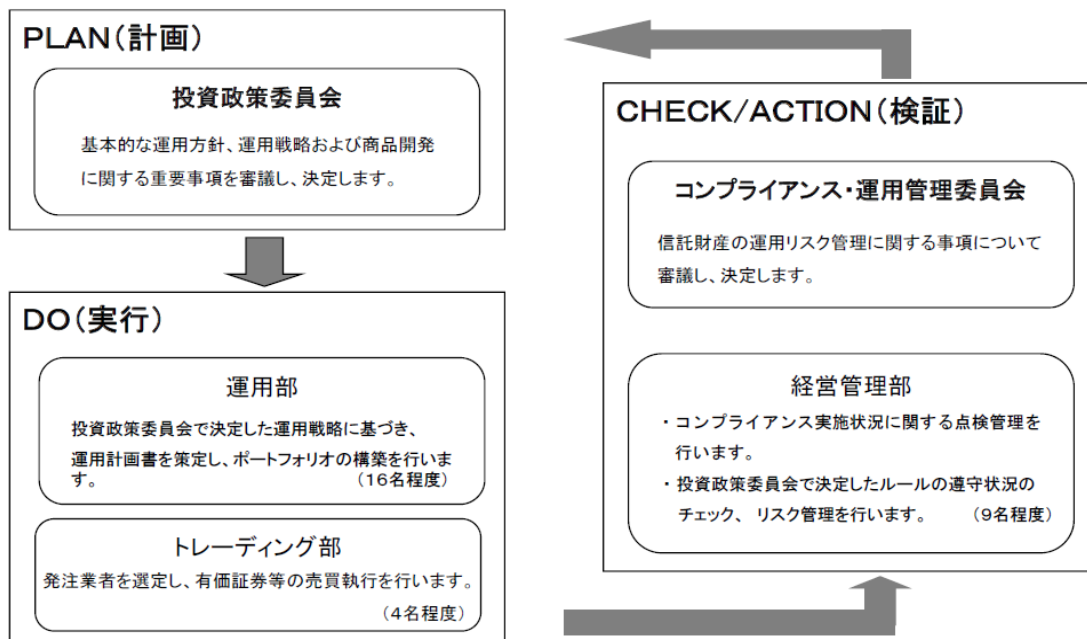 PLAN(計画)
投資政策委員会
基本的な運用方針、運用戦略および商品開発
に関する重要事項を審議し、決定します。
DO(実行)
運用部
投資政策委員会で決定した運用戦略に基づき、
運用計画書を策定し、ポートフォリオの構築を行いま
す。 (16名程度)
トレーディング部
発注業者を選定し、有価証券等の売買執行を行います。
(4名程度)
CHECK/ACTION(検証)
コンプライアンス・運用管理委員会
信託財産の運用リスク管理に関する事項について
審議し、決定します。
経営管理部
・コンプライアンス実施状況に関する点検管理を
行います。
・投資政策委員会で決定したルールの遵守状況の
チェック、 リスク管理を行います。 (9名程度)